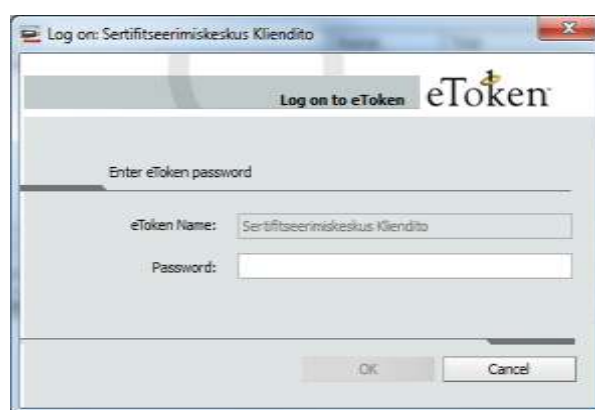 Log on: Sertifitseerimiskeskus Kliendito
Log on to eToken
eToken
Enter eToken password
eToken Name:
Sertifitseerimiskeskus Kliendito
Password:
OK
Cancel